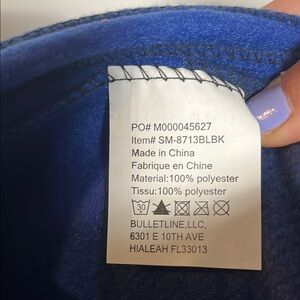 PO# M000045627
Item# SM-8713BLBK
Made in China
Fabrique en Chine
Material:100% polyester
Tissu:100% polyester
30
BULLETLINE,LLC,
6301 E 10TH AVE
HIALEAH FL33013